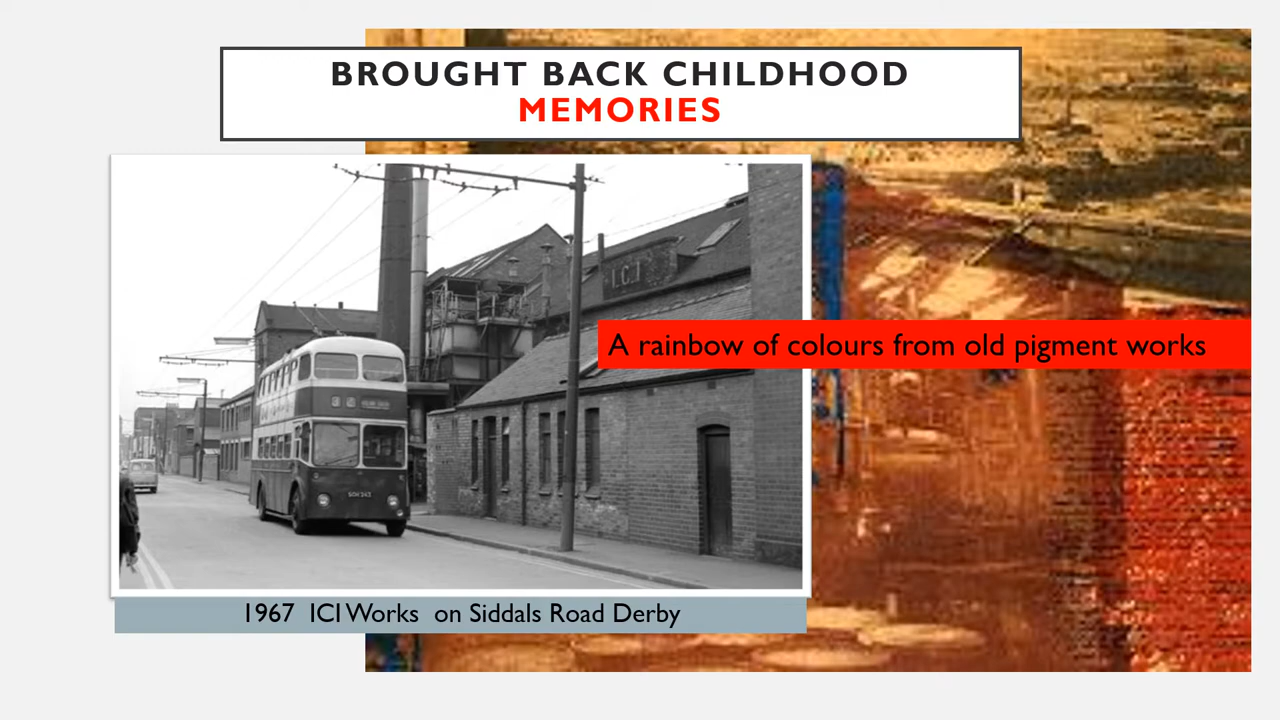 BROUGHT BACK CHILDHOOD
MEMORIES
I.C.I
A rainbow of colours from old pigment works
1967 ICI Works on Siddals Road Derby